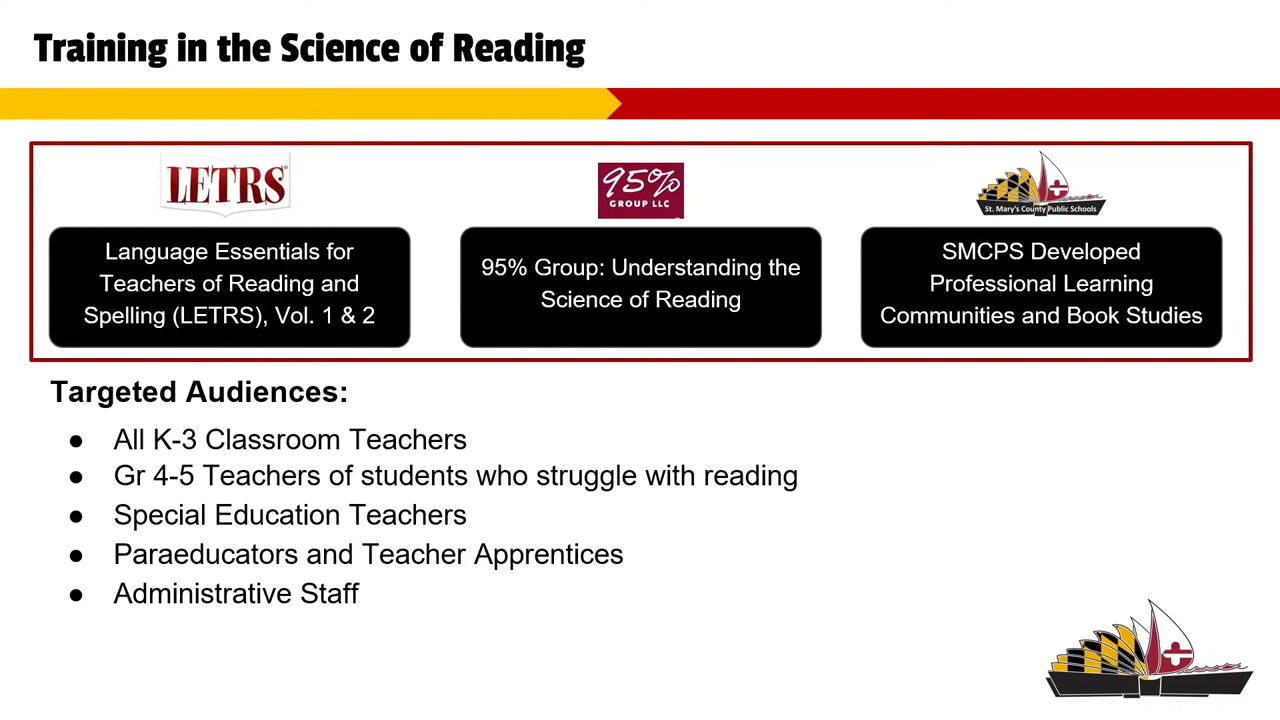 Training in the Science of Reading
LETRS®
95%
GROUP LLC
St. Mary's County Public Schools
Language Essentials for
Teachers of Reading and
Spelling (LETRS), Vol. 1 & 2
95% Group: Understanding the
Science of Reading
SMCPS Developed
Professional Learning
Communities and Book Studies
Targeted Audiences:
● All K-3 Classroom Teachers
● Gr 4-5 Teachers of students who struggle with reading
● Special Education Teachers
● Paraeducators and Teacher Apprentices
● Administrative Staff